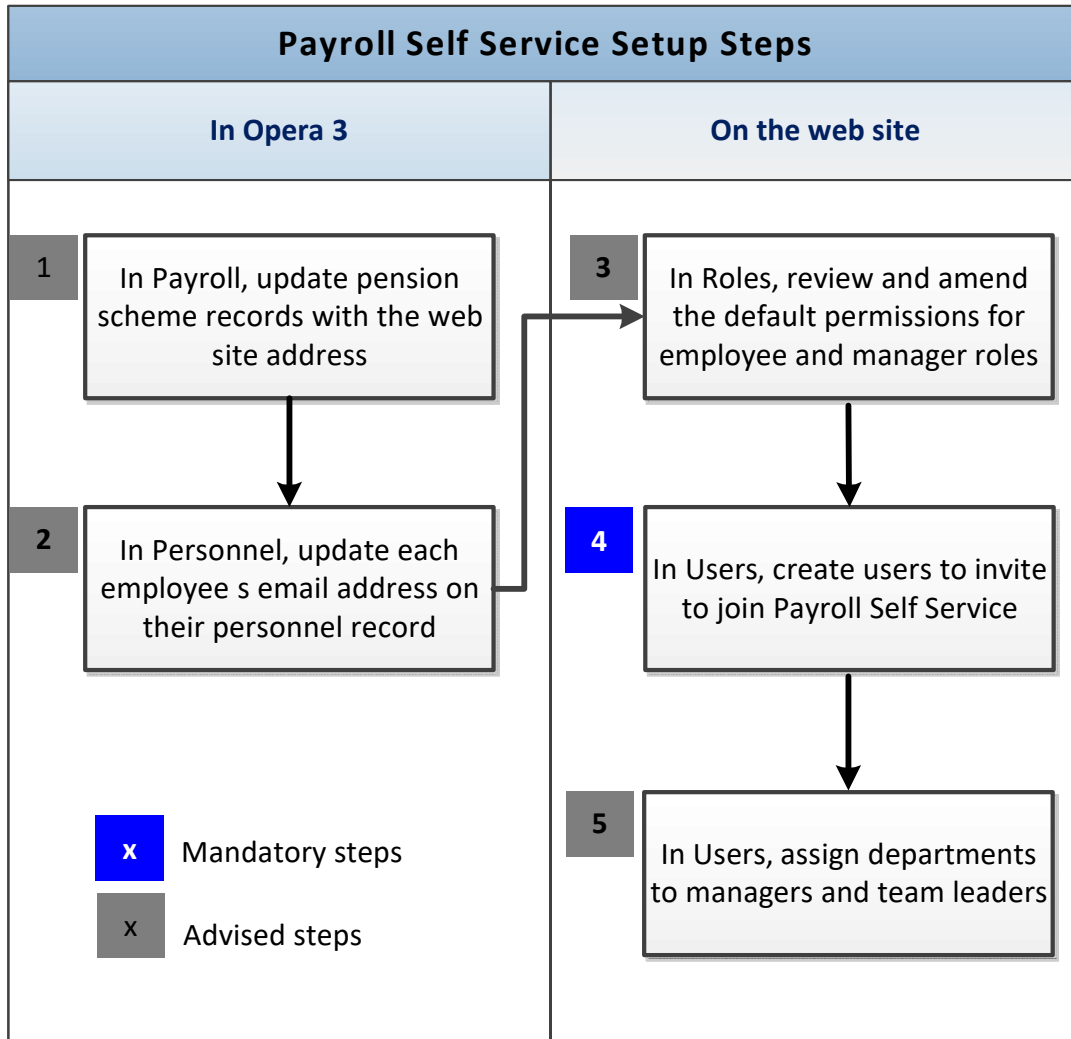 Payroll Self Service Setup Steps
In Opera 3
On the web site
1
In Payroll, update pension
scheme records with the web
site address
2
In Personnel, update each
employee s email address on
their personnel record
3
In Roles, review and amend
the default permissions for
employee and manager roles
4
In Users, create users to invite
to join Payroll Self Service
5
In Users, assign departments
to managers and team leaders
x Mandatory steps
x Advised steps